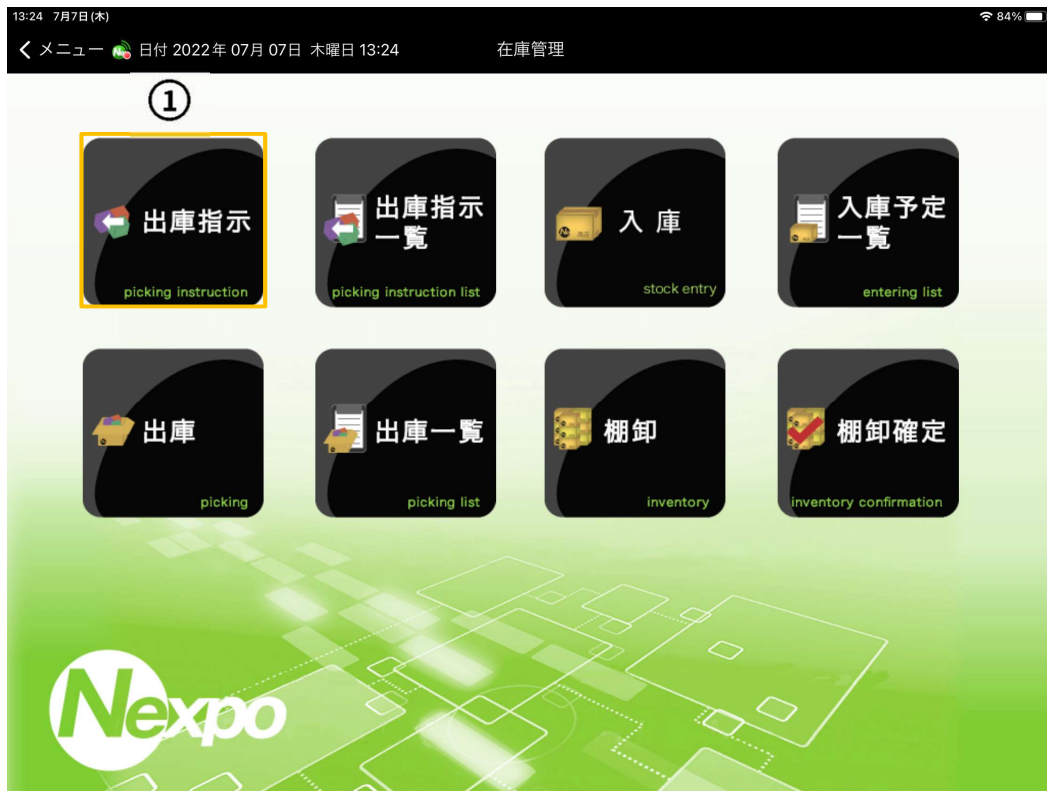 13:24 7月7日(木)
84%
メニュー 日付 2022年 07月 07日 木曜日 13:24
在庫管理
①
出庫指示
picking instruction
出庫指示
一覧
picking instruction list
入 庫
stock entry
入庫予定
一覧
entering list
出庫
picking
出庫一覧
picking list
棚卸
inventory
棚卸確定
inventory confirmation
Nexpo